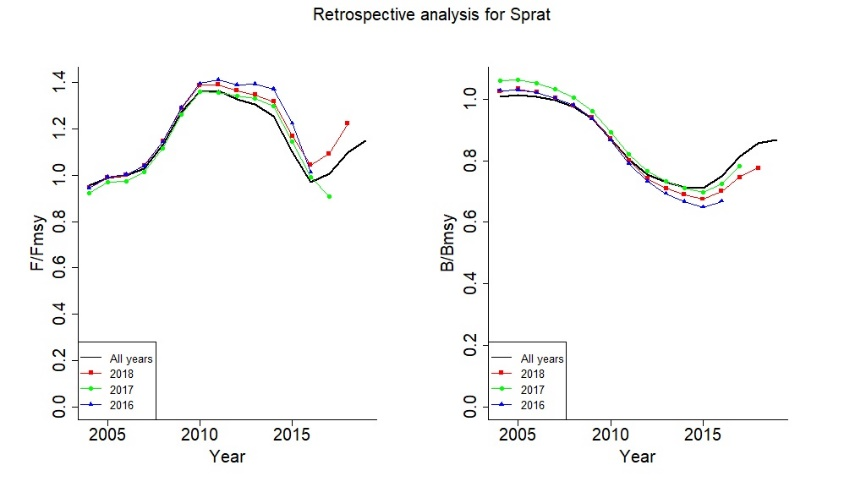 Retrospective analysis for Sprat
F/Fmsy
1.4
1.2
1.0
0.8
0.6
0.4
0.2
0.0
All years
2018
2017
2016
2005 2010 2015
Year
B/Bmsy
1.0
0.8
0.6
0.4
0.2
0.0
All years
2018
2017
2016
2005 2010 2015
Year